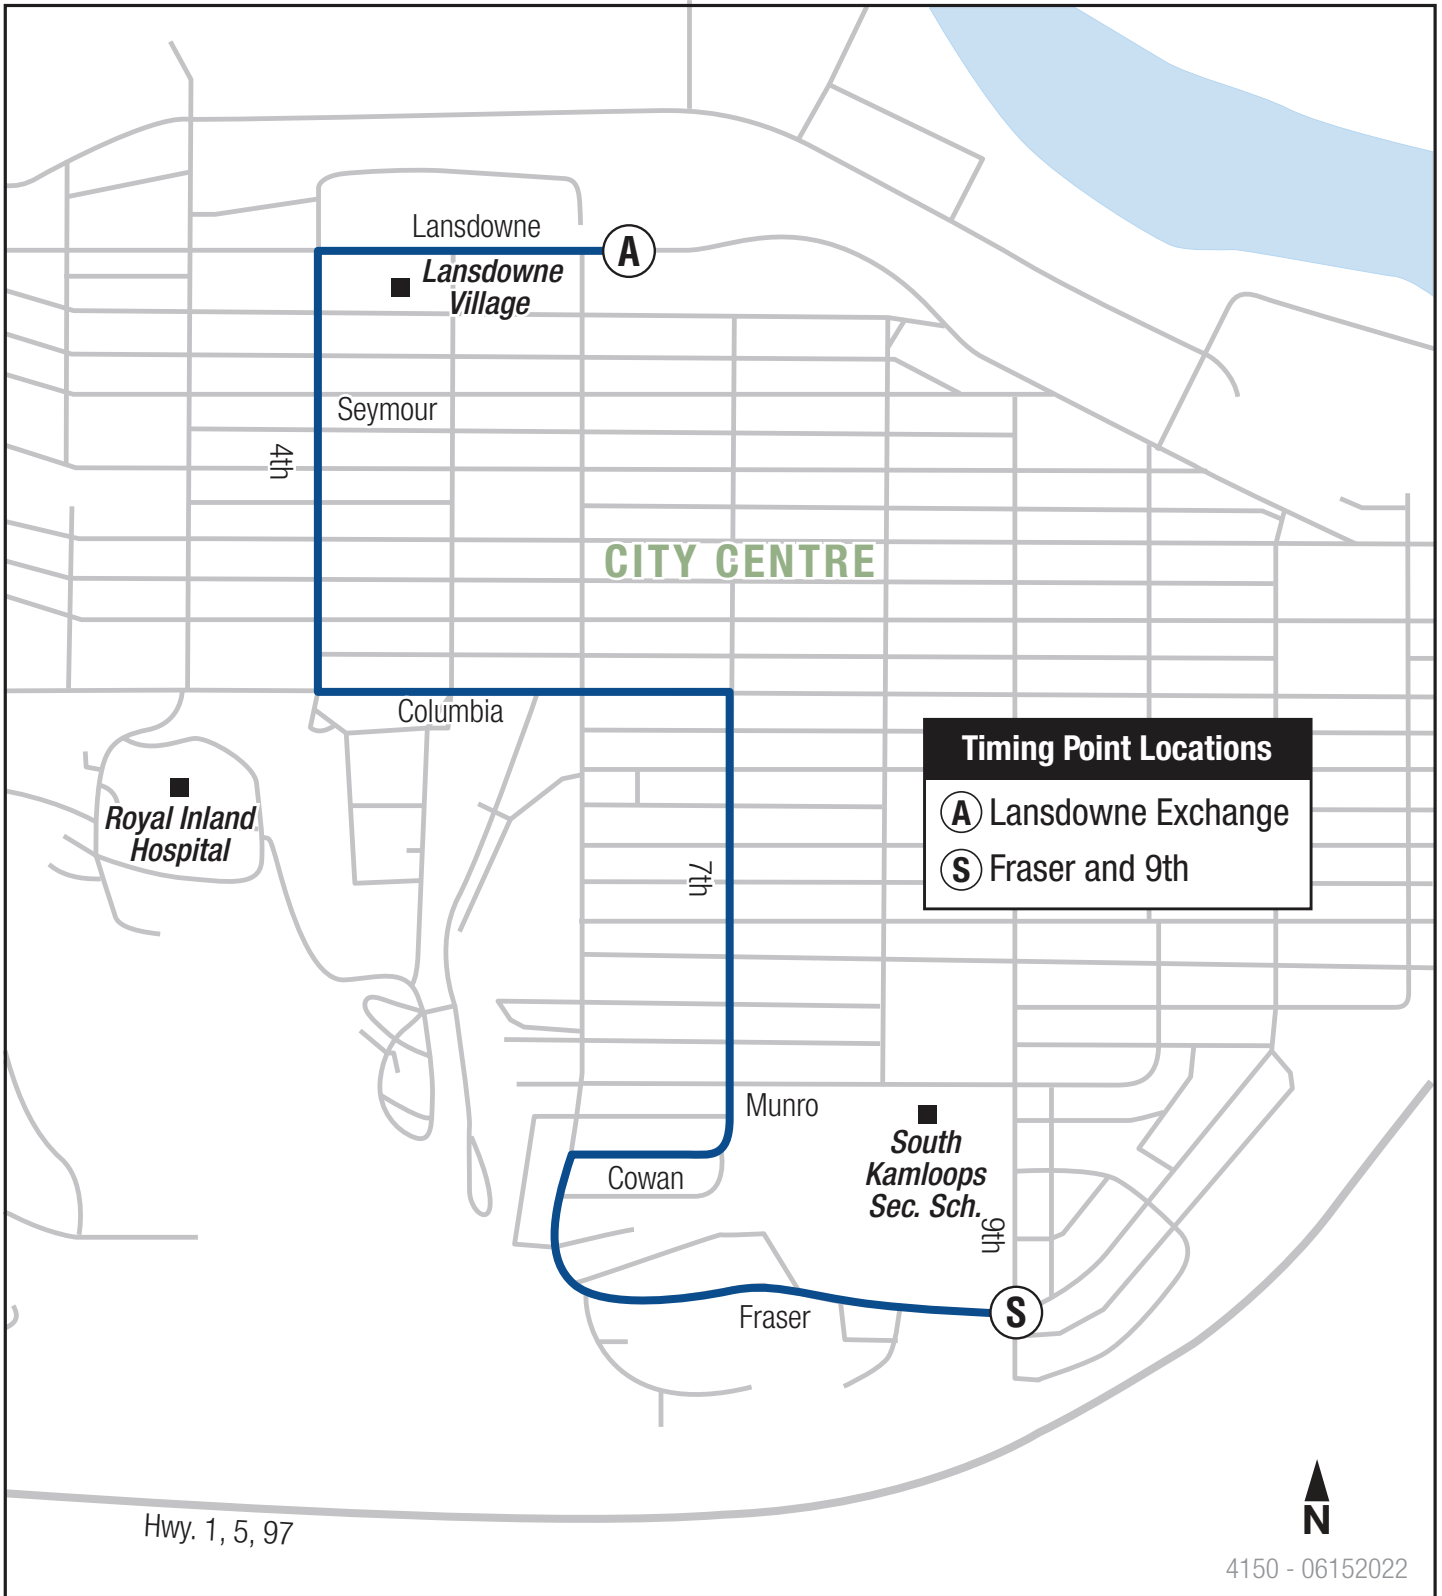 Lansdowne
A
Lansdowne
Village
Seymour
4th
CITY CENTRE
Columbia
Timing Point Locations
A Lansdowne Exchange
S Fraser and 9th
Royal Inland
Hospital
7th
Munro
South
Kamloops
Sec. Sch.
Cowan
9th
Fraser
S
Hwy. 1, 5, 97
N
4150 - 06152022